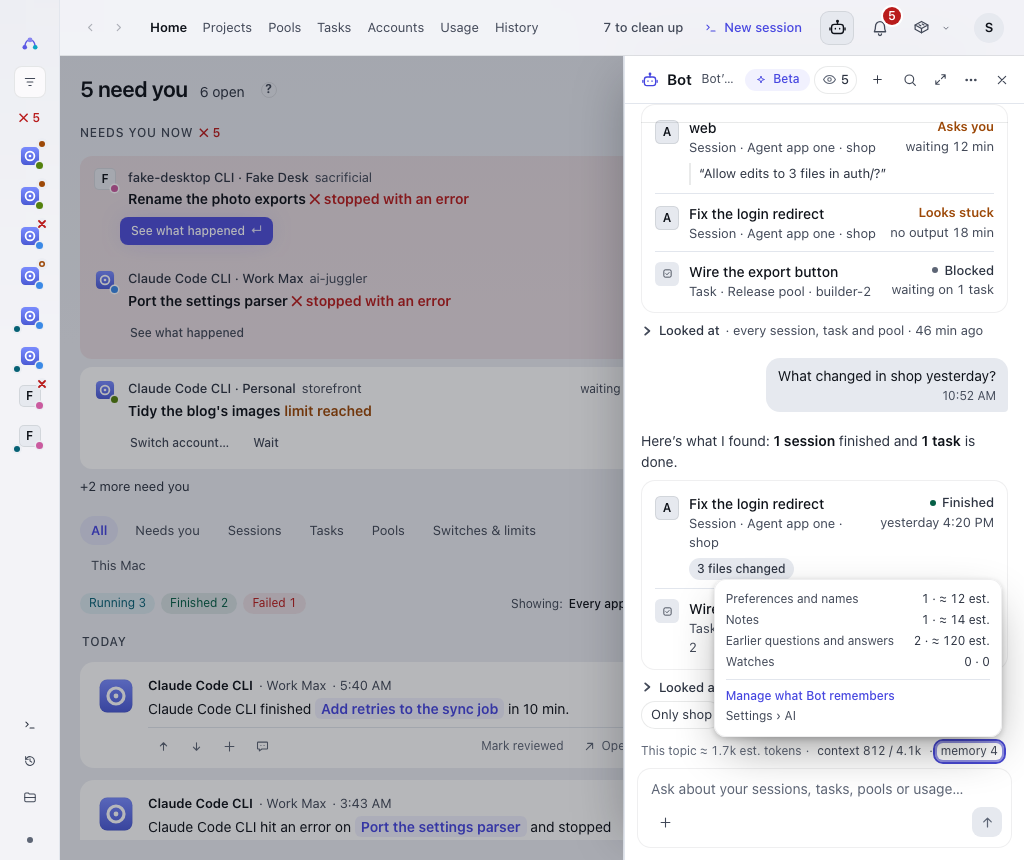 Home Projects Pools Tasks Accounts Usage History 7 to clean up New session 5 S
5
5 need you 6 open ?
NEEDS YOU NOW 5
F fake-desktop CLI · Fake Desk sacrificial
Rename the photo exports stopped with an error
See what happened
Claude Code CLI · Work Max ai-juggler
Port the settings parser stopped with an error
See what happened
Claude Code CLI · Personal storefront waiting
Tidy the blog's images limit reached
Switch account… Wait
+2 more need you
All Needs you Sessions Tasks Pools Switches & limits
This Mac
Running 3 Finished 2 Failed 1 Showing: Every app
TODAY
Claude Code CLI · Work Max · 5:40 AM
Claude Code CLI finished Add retries to the sync job in 10 min.
Mark reviewed Ope
Claude Code CLI · Work Max · 3:43 AM
Claude Code CLI hit an error on Port the settings parser and stopped
F
F
Bot Bot'… Beta 5
A web Asks you
Session · Agent app one · shop waiting 12 min
“Allow edits to 3 files in auth/?”
A Fix the login redirect Looks stuck
Session · Agent app one · shop no output 18 min
Wire the export button Blocked
Task · Release pool · builder-2 waiting on 1 task
Looked at · every session, task and pool · 46 min ago
What changed in shop yesterday?
10:52 AM
Here’s what I found: 1 session finished and 1 task is
done.
A Fix the login redirect Finished
Session · Agent app one · yesterday 4:20 PM
shop
3 files changed
Wire
Task
2
Looked a
Only shop
Preferences and names 1 · ≈ 12 est.
Notes 1 · ≈ 14 est.
Earlier questions and answers 2 · ≈ 120 est.
Watches 0 · 0
Manage what Bot remembers
Settings › AI
This topic ≈ 1.7k est. tokens · context 812 / 4.1k · memory 4
Ask about your sessions, tasks, pools or usage…